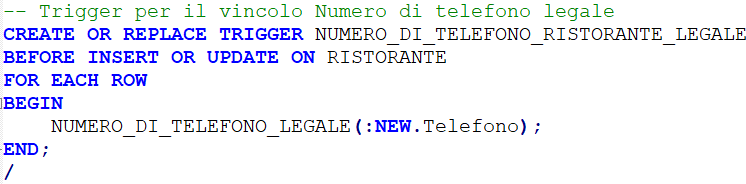 -- Trigger per il vincolo Numero di telefono legale
CREATE OR REPLACE TRIGGER NUMERO_DI_TELEFONO_RISTORANTE_LEGALE
BEFORE INSERT OR UPDATE ON RISTORANTE
FOR EACH ROW
BEGIN
    NUMERO_DI_TELEFONO_LEGALE(:NEW.Telefono);
END;
/